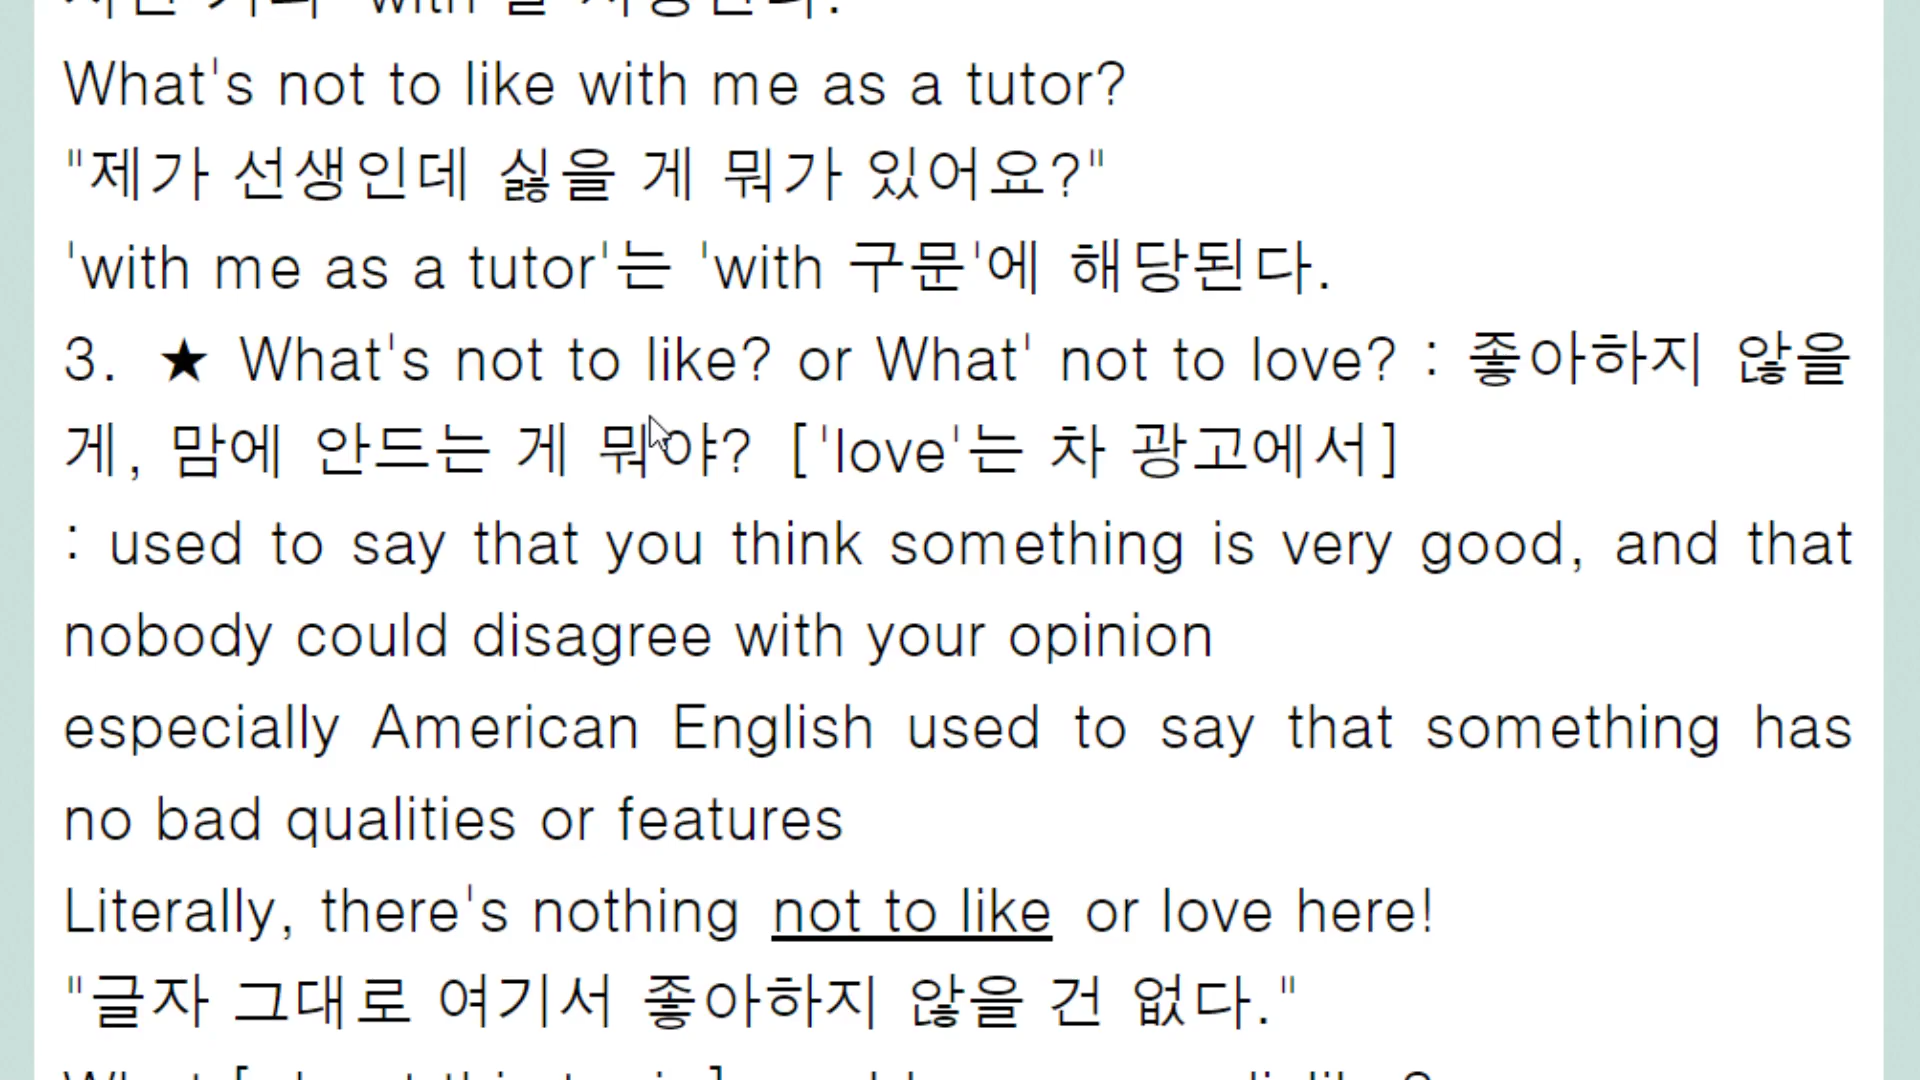 What's not to like with me as a tutor?
"제가 선생인데 싫을 게 뭐가 있어요?"
'with me as a tutor'는 'with 구문'에 해당된다.
3. ★ What's not to like? or What' not to love? : 좋아하지 않을
게, 맘에 안드는 게 뭐야? ['love'는 차 광고에서]
: used to say that you think something is very good, and that
nobody could disagree with your opinion
especially American English used to say that something has
no bad qualities or features
Literally, there's nothing not to like or love here!
"글자 그대로 여기서 좋아하지 않을 건 없다."